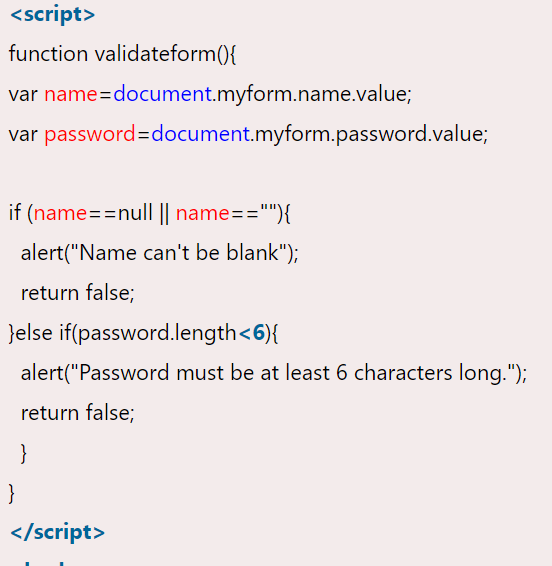 <script>
function validateform(){
var name=document.myform.name.value;
var password=document.myform.password.value;

if (name==null || name==""){
  alert("Name can't be blank");
  return false;
}else if(password.length<6){
  alert("Password must be at least 6 characters long.");
  return false;
  }
}
</script>